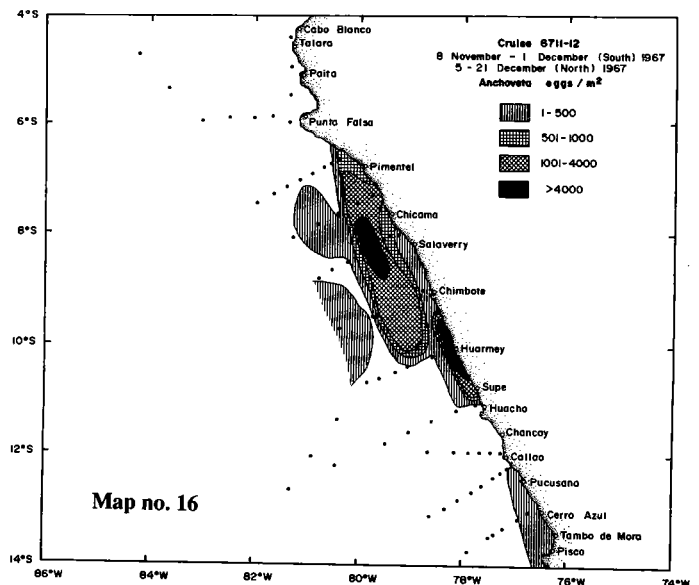 4°S
6°S
8°S
10°S
12°S
14°S
86°W
84°W
82°W
80°W
78°W
76°W
74°W
Cruise 6711-12
8 November - 1 December (South) 1967
5 - 21 December (North) 1967
Anchoveta eggs / m²
1-500
501-1000
1001-4000
>4000
Cabo Blanco
Talara
Paita
Punta Falsa
Pimentel
Chicama
Salaverry
Chimbote
Huarmey
Supe
Huacho
Chancay
Callao
Pucusana
Cerro Azul
Tambo de Mora
Pisco
Map no. 16